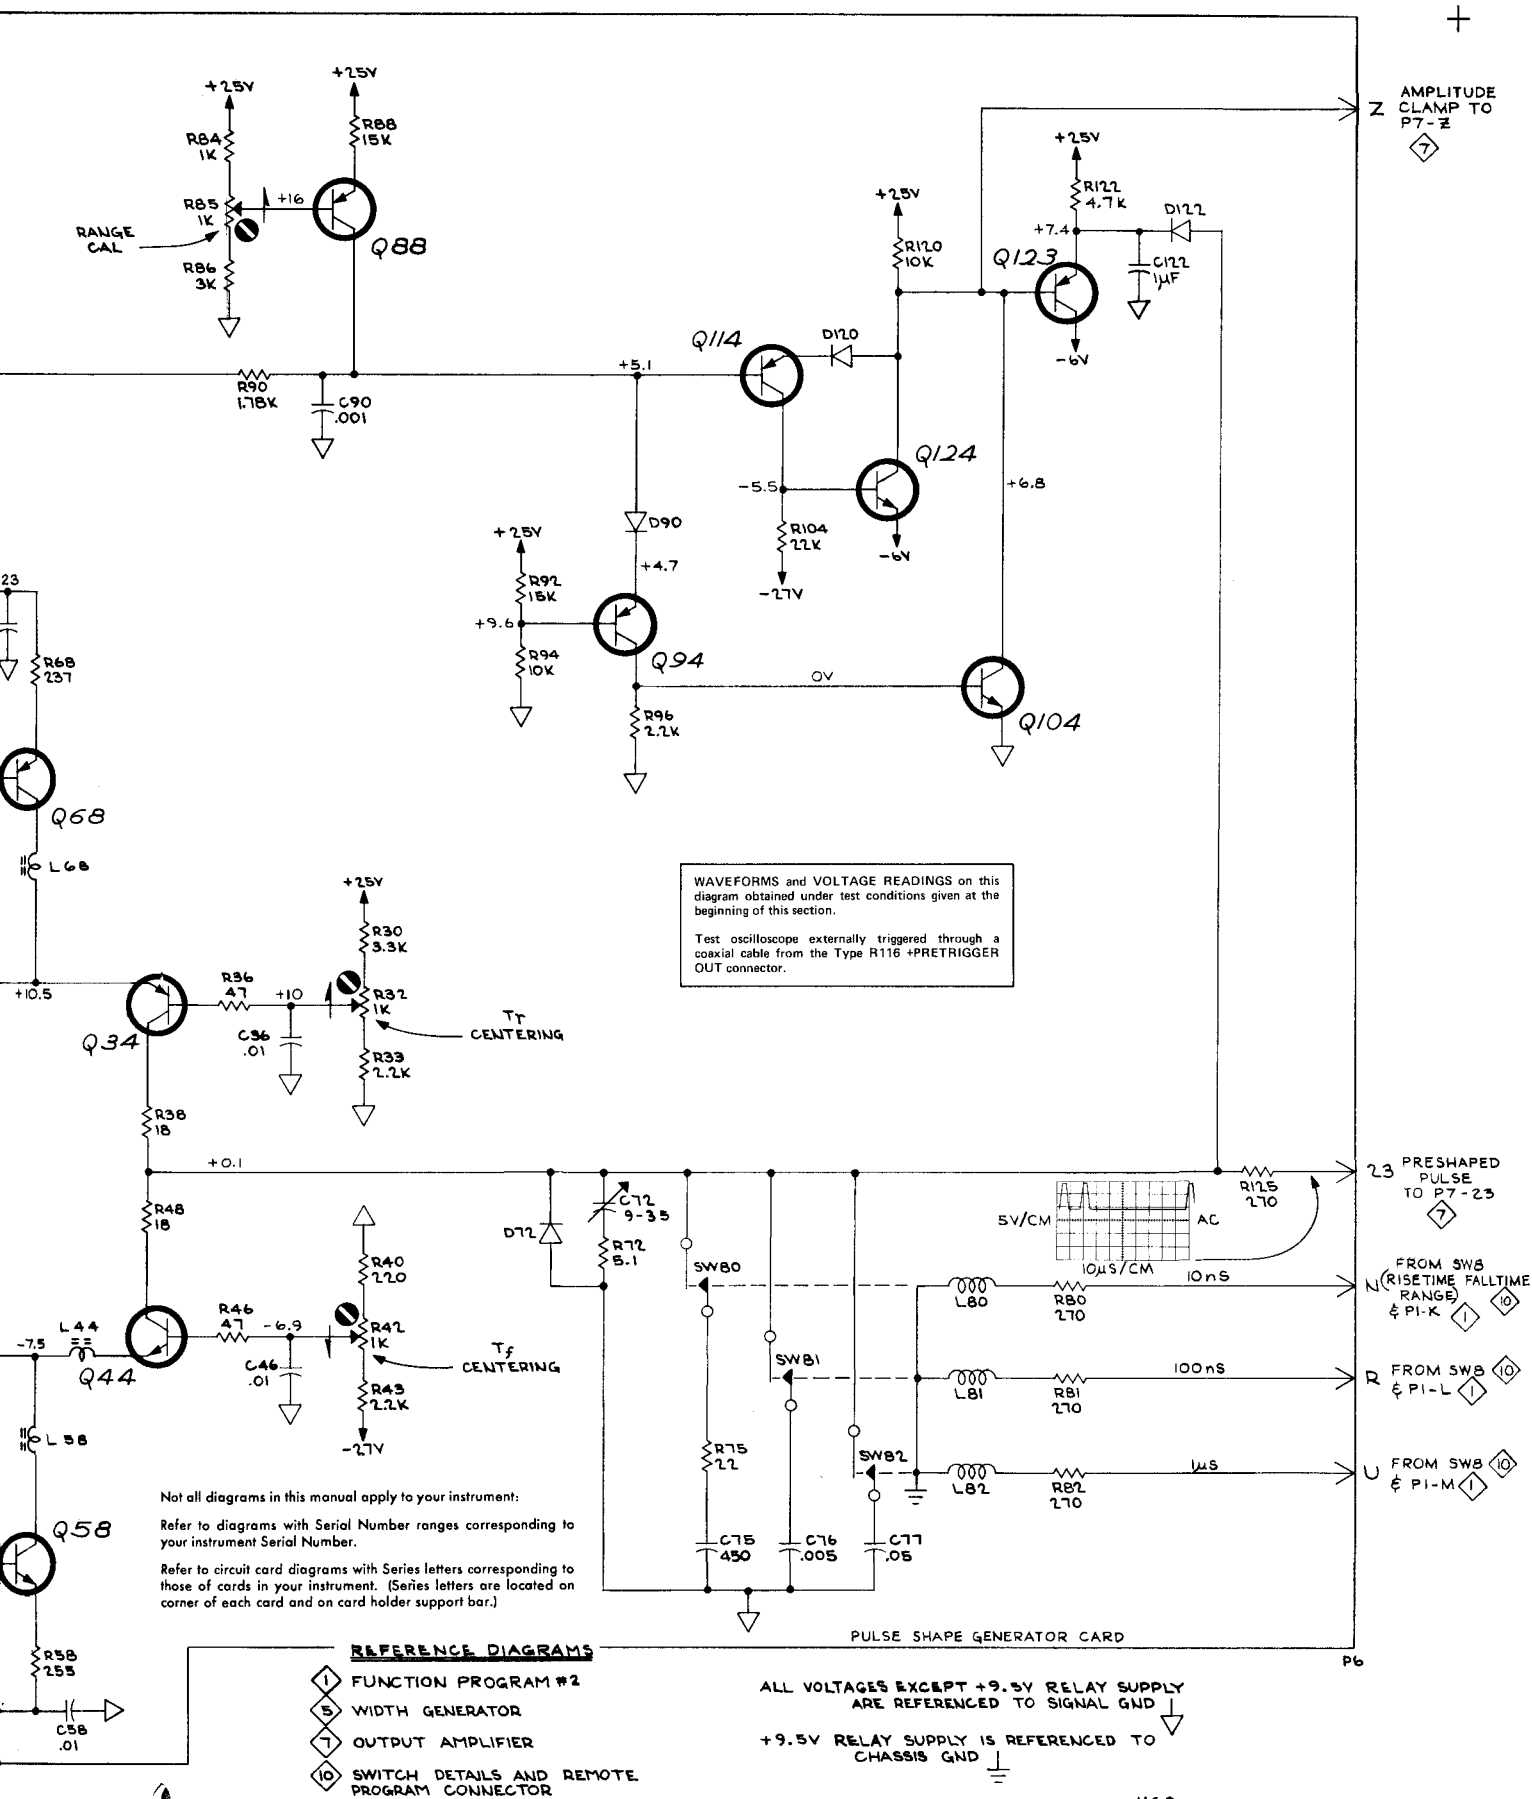 +25V
+25V
R84
1K
R88
15K
R85
1K
+16
RANGE
CAL
Q88
R86
3K
R90
1.78K
C90
.001
+5.1
Q114
D120
+25V
R120
10K
+25V
R122
4.7K
D122
+7.4
Q123
C122
1µF
-6V
Z
AMPLITUDE
CLAMP TO
P7-Z
7
Q124
-5.5
+6.8
R104
22K
-6V
-27V
D90
+25V
+4.7
R92
15K
+9.6
R94
10K
Q94
0V
R96
2.2K
Q104
23
R68
237
Q68
L68
+25V
R30
3.3K
+10.5
R36
47
+10
R32
1K
Q34
C36
.01
Tr
CENTERING
R33
2.2K
R38
18
WAVEFORMS and VOLTAGE READINGS on this
diagram obtained under test conditions given at the
beginning of this section.
Test oscilloscope externally triggered through a
coaxial cable from the Type R116 +PRETRIGGER
OUT connector.
+0.1
R48
18
D72
C72
9-35
R72
5.1
5V/CM
AC
10µS/CM
R125
270
23
PRESHAPED
PULSE
TO P7-23
7
R40
220
R46
47
-6.9
R42
1K
L44
-7.5
Q44
C46
.01
Tf
CENTERING
R43
2.2K
-27V
L58
SW80
L80
R80
270
10nS
N
FROM SW8
(RISETIME FALLTIME
RANGE)
& P1-K
1
10
SW81
L81
R81
270
100nS
R
FROM SW8
& P1-L
10
1
SW82
L82
R82
270
1µS
U
FROM SW8
& P1-M
10
1
R75
22
C75
450
C76
.005
C77
.05
Not all diagrams in this manual apply to your instrument:
Refer to diagrams with Serial Number ranges corresponding to
your instrument Serial Number.
Refer to circuit card diagrams with Series letters corresponding to
those of cards in your instrument. (Series letters are located on
corner of each card and on card holder support bar.)
Q58
R58
255
C58
.01
PULSE SHAPE GENERATOR CARD
P6
REFERENCE DIAGRAMS
1 FUNCTION PROGRAM #2
5 WIDTH GENERATOR
7 OUTPUT AMPLIFIER
10 SWITCH DETAILS AND REMOTE
PROGRAM CONNECTOR
ALL VOLTAGES EXCEPT +9.5V RELAY SUPPLY
ARE REFERENCED TO SIGNAL GND
+9.5V RELAY SUPPLY IS REFERENCED TO
CHASSIS GND